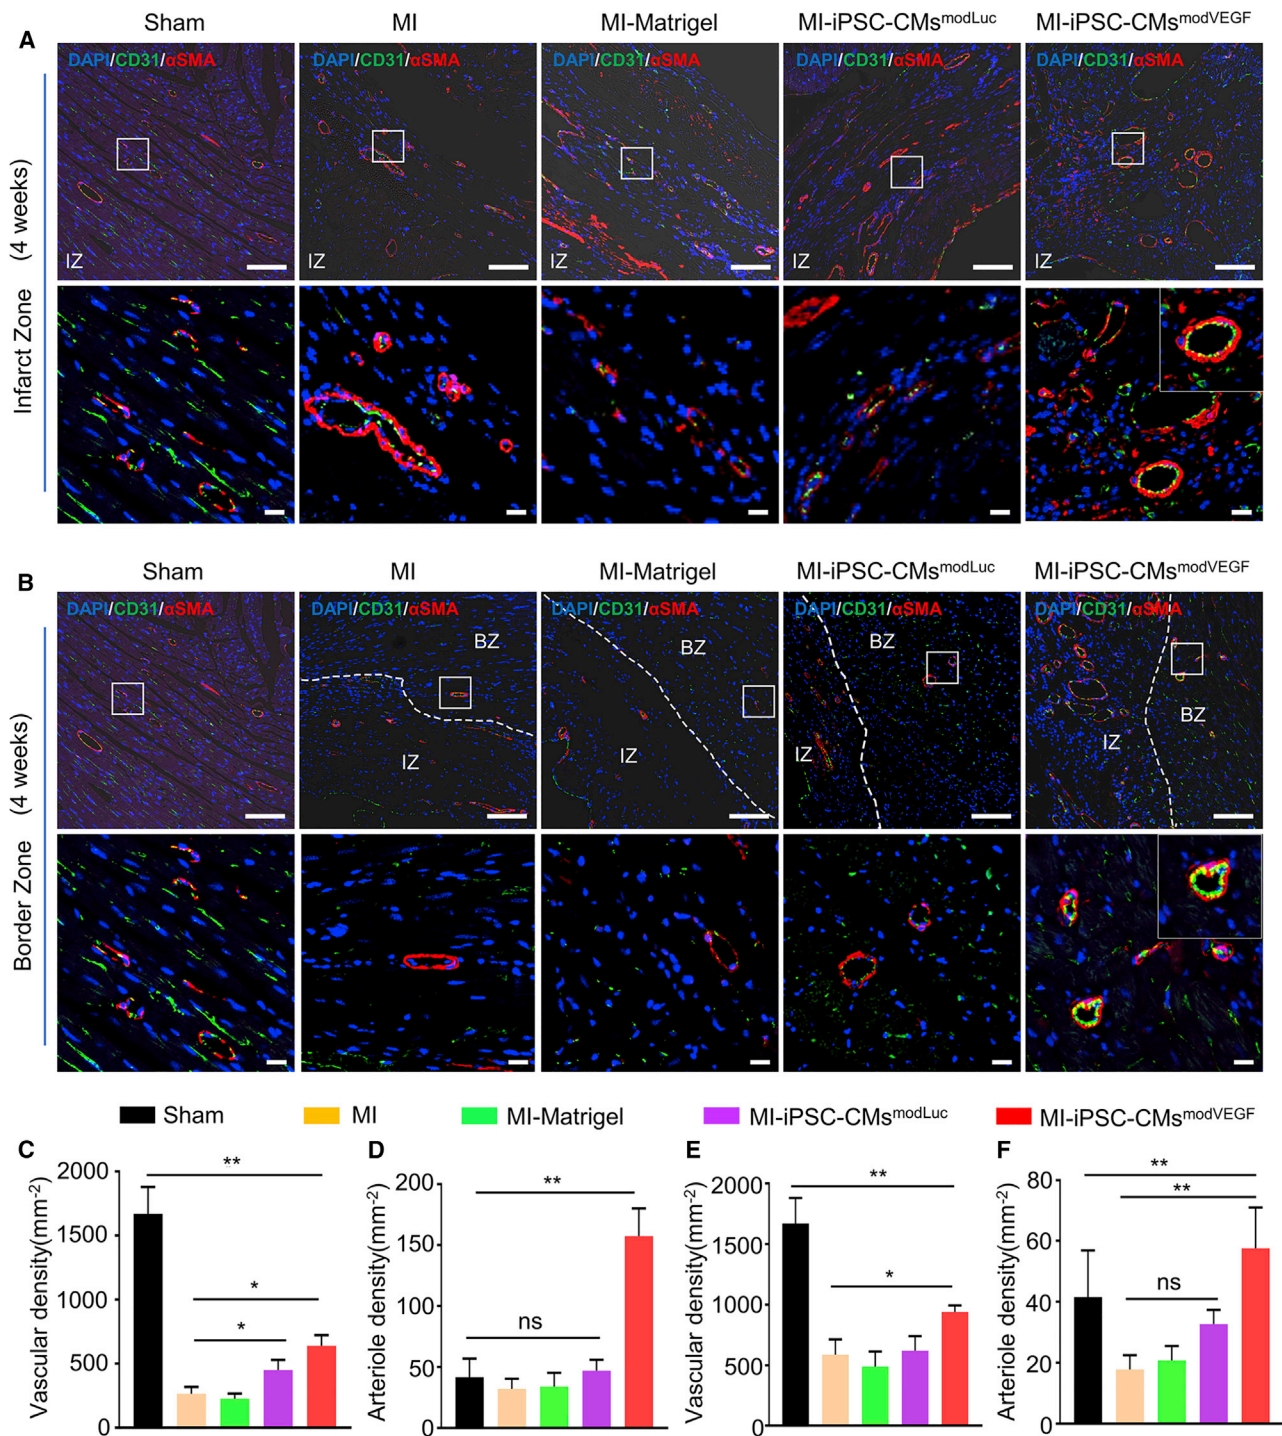 A
Sham
MI
MI-Matrigel
MI-iPSC-CMsmodLuc
MI-iPSC-CMsmodVEGF
Infarct Zone (4 weeks)
DAPI/CD31/αSMA
DAPI/CD31/αSMA
DAPI/CD31/αSMA
DAPI/CD31/αSMA
DAPI/CD31/αSMA
IZ
IZ
IZ
IZ
IZ
B
Sham
MI
MI-Matrigel
MI-iPSC-CMsmodLuc
MI-iPSC-CMsmodVEGF
Border Zone (4 weeks)
DAPI/CD31/αSMA
DAPI/CD31/αSMA
DAPI/CD31/αSMA
DAPI/CD31/αSMA
DAPI/CD31/αSMA
BZ
IZ
BZ
IZ
BZ
IZ
BZ
IZ
Sham
MI
MI-Matrigel
MI-iPSC-CMsmodLuc
MI-iPSC-CMsmodVEGF
C
Vascular density(mm-2)
2000
1500
1000
500
0
**
*
*
D
Arteriole density(mm-2)
200
150
100
50
0
**
ns
E
Vascular density(mm-2)
2000
1500
1000
500
0
**
*
F
Arteriole density(mm-2)
80
60
40
20
0
**
**
ns